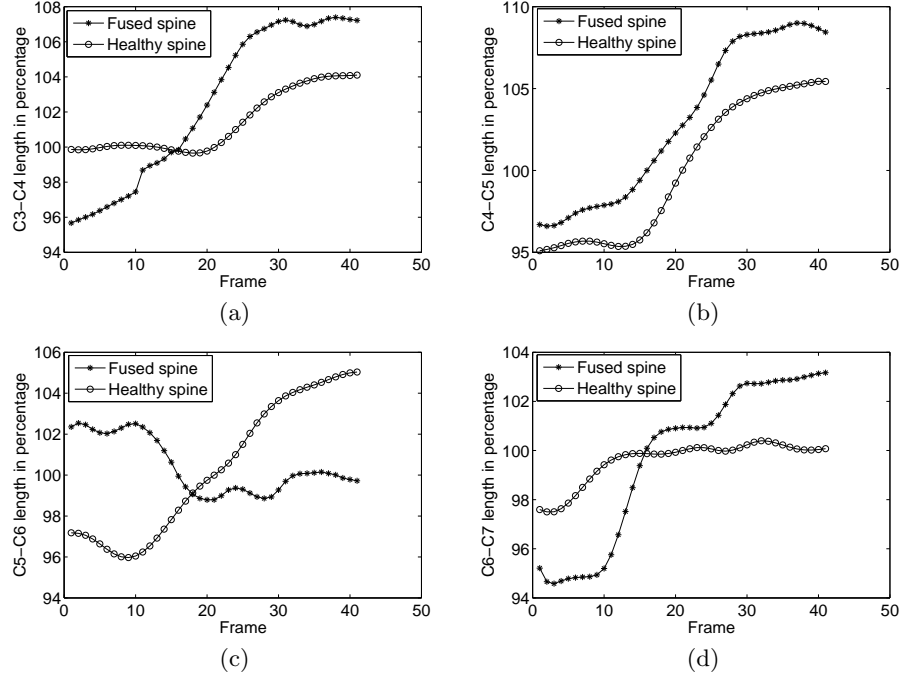 108
106
104
102
100
98
96
94
0
10
20
30
40
50
C3−C4 length in percentage
Frame
Fused spine
Healthy spine
(a)
110
105
100
95
0
10
20
30
40
50
C4−C5 length in percentage
Frame
Fused spine
Healthy spine
(b)
106
104
102
100
98
96
94
0
10
20
30
40
50
C5−C6 length in percentage
Frame
Fused spine
Healthy spine
(c)
104
102
100
98
96
94
0
10
20
30
40
50
C6−C7 length in percentage
Frame
Fused spine
Healthy spine
(d)